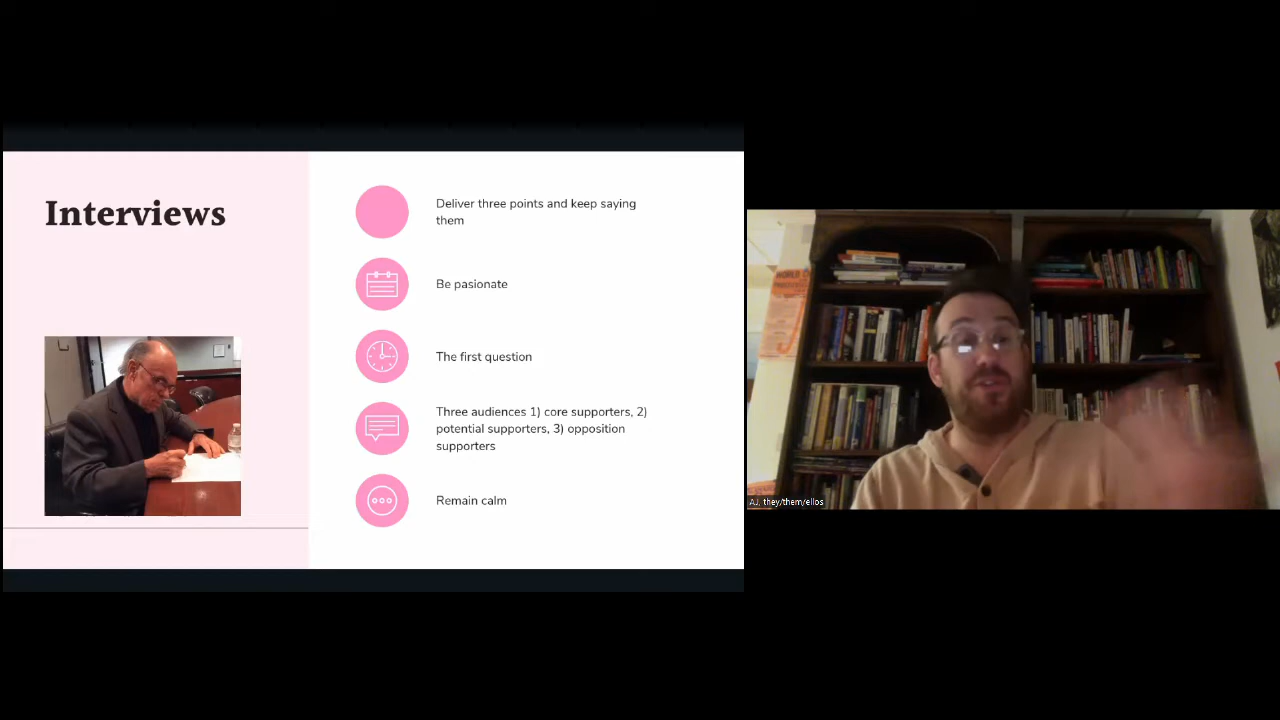 Interviews
Deliver three points and keep saying
them
Be pasionate
The first question
Three audiences 1) core supporters, 2)
potential supporters, 3) opposition
supporters
Remain calm
WORLD
AJ, they/them/ellos